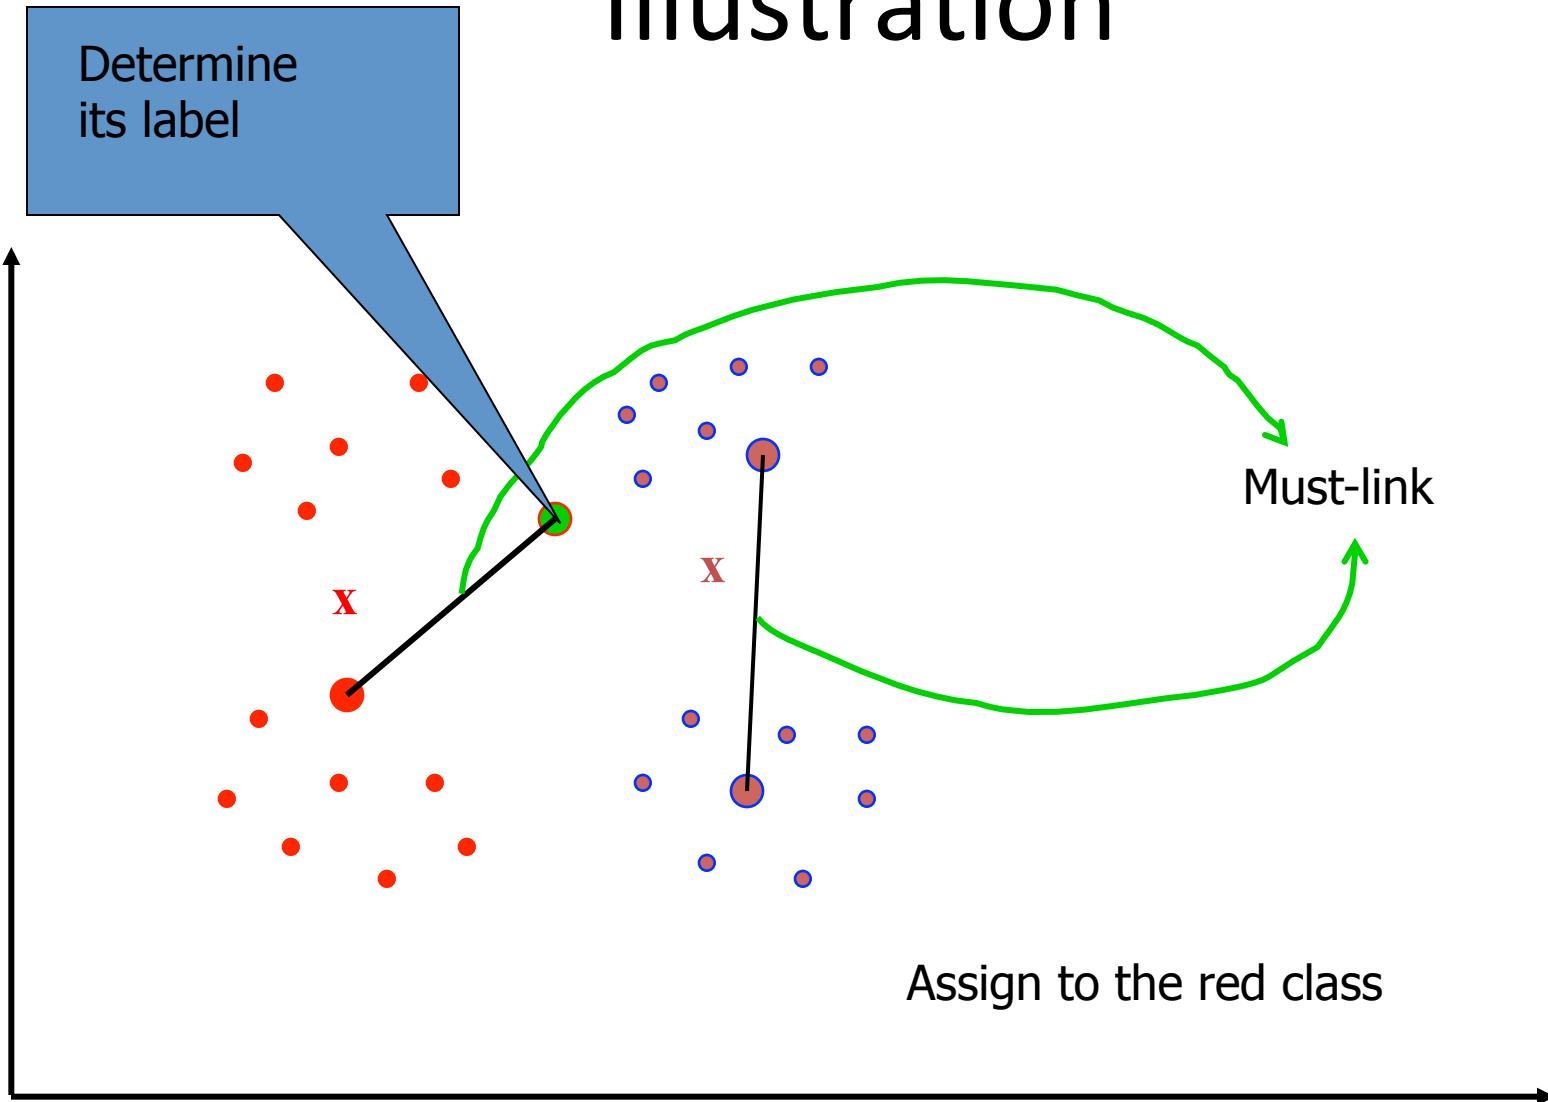 Illustration
Determine
its label
Must-link
x
x
Assign to the red class